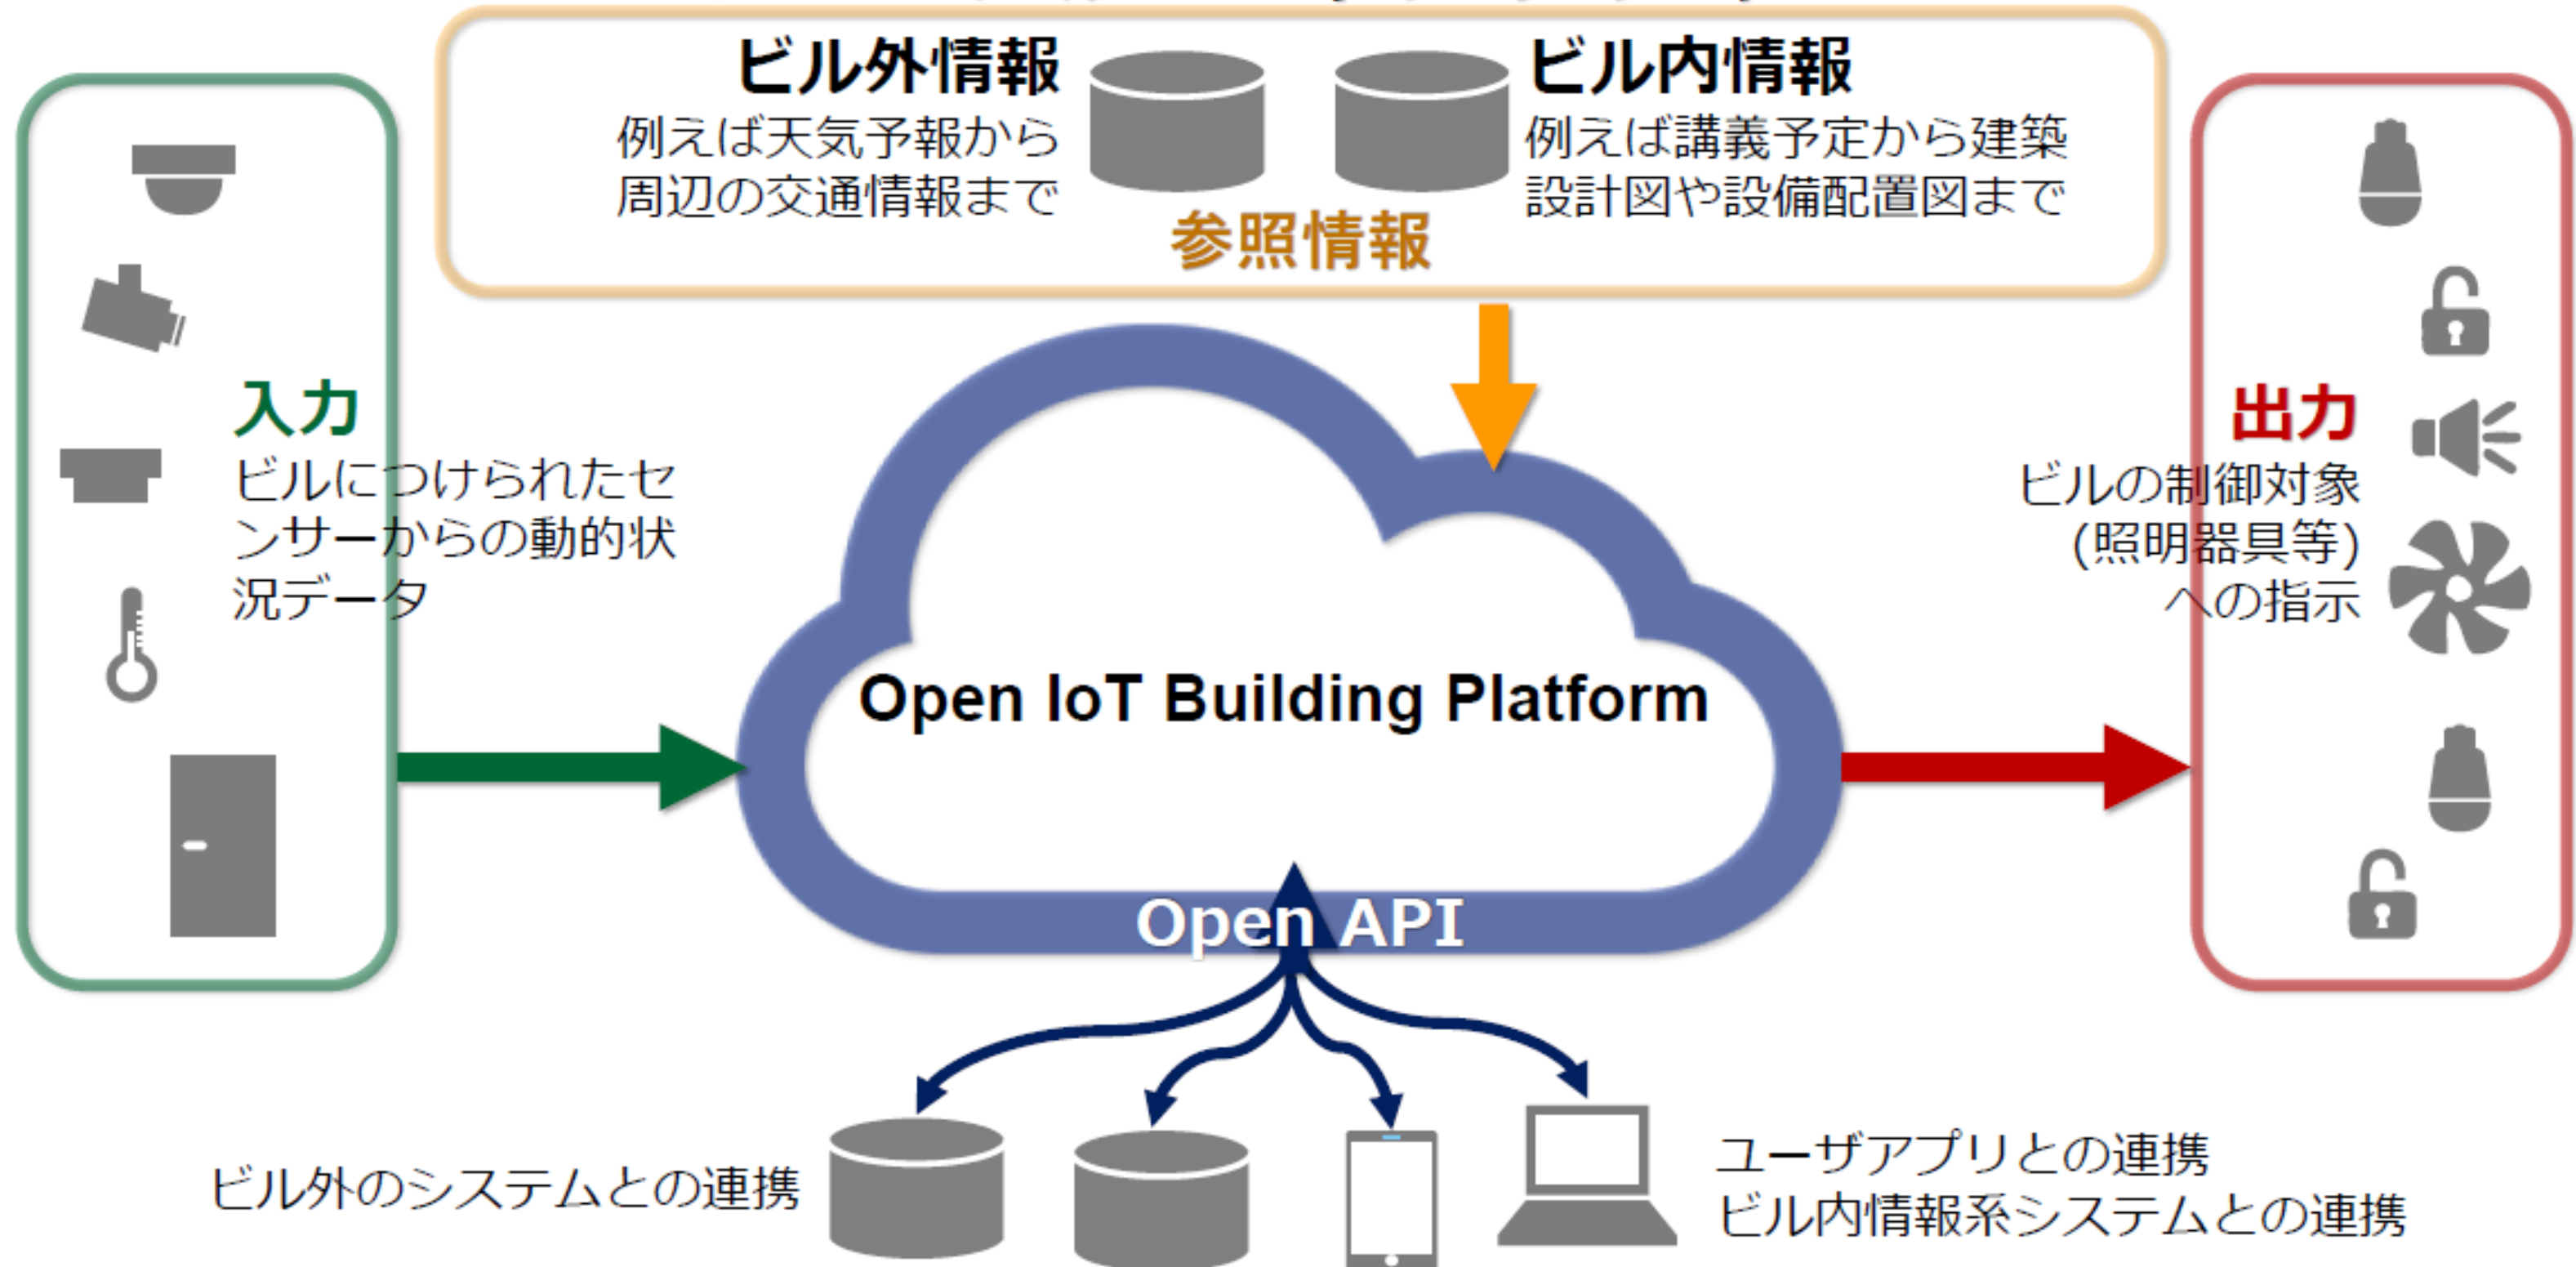 ビル外情報
例えば天気予報から
周辺の交通情報まで
ビル内情報
例えば講義予定から建築
設計図や設備配置図まで
参照情報
入力
ビルにつけられたセ
ンサーからの動的状
況データ
出力
ビルの制御対象
(照明器具等)
への指示
Open IoT Building Platform
Open API
ビル外のシステムとの連携
ユーザアプリとの連携
ビル内情報系システムとの連携